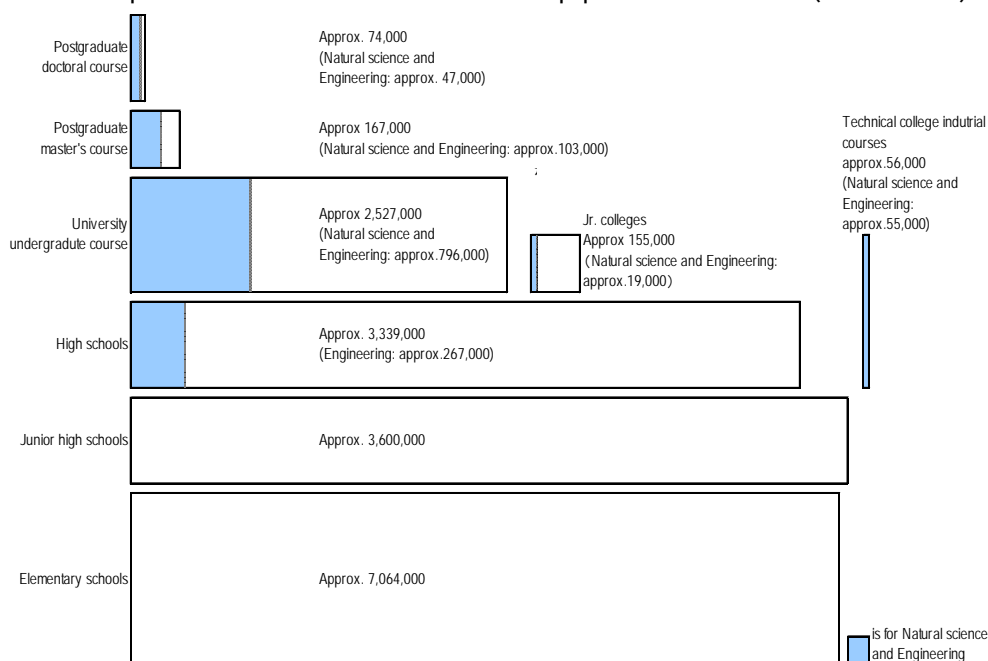 Postgraduate
doctoral course
Approx. 74,000
(Natural science and
Engineering: approx. 47,000)
Postgraduate
master's course
Approx 167,000
(Natural science and Engineering: approx.103,000)
Technical college indutrial
courses
approx.56,000
(Natural science and
Engineering:
approx.55,000)
University
undergradute course
Approx 2,527,000
(Natural science and
Engineering: approx.796,000)
Jr. colleges
Approx 155,000
(Natural science and Engineering:
approx.19,000)
High schools
Approx. 3,339,000
(Engineering: approx.267,000)
Junior high schools
Approx. 3,600,000
Elementary schools
Approx. 7,064,000
is for Natural science
and Engineering